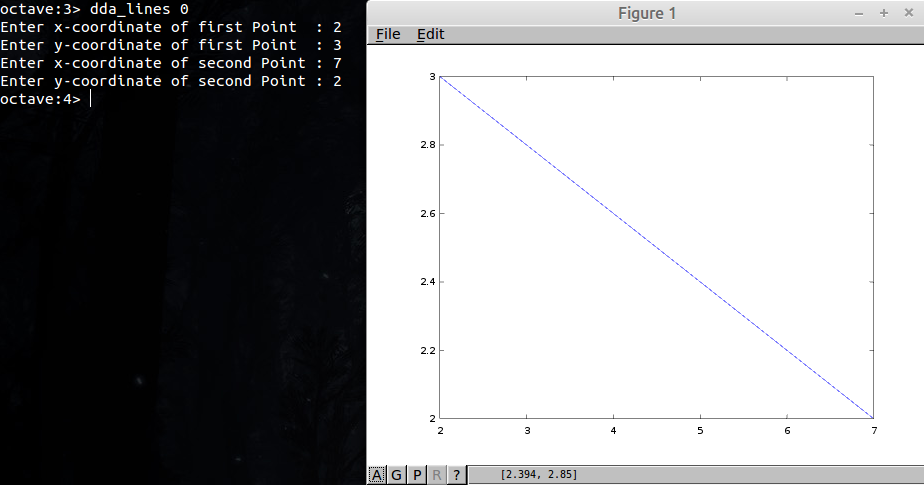 octave:3> dda_lines 0
Enter x-coordinate of first Point  : 2
Enter y-coordinate of first Point  : 3
Enter x-coordinate of second Point : 7
Enter y-coordinate of second Point : 2
octave:4>
Figure 1
File Edit
3
2.8
2.6
2.4
2.2
2
2 3 4 5 6 7
A G P R ? [2.394, 2.85]